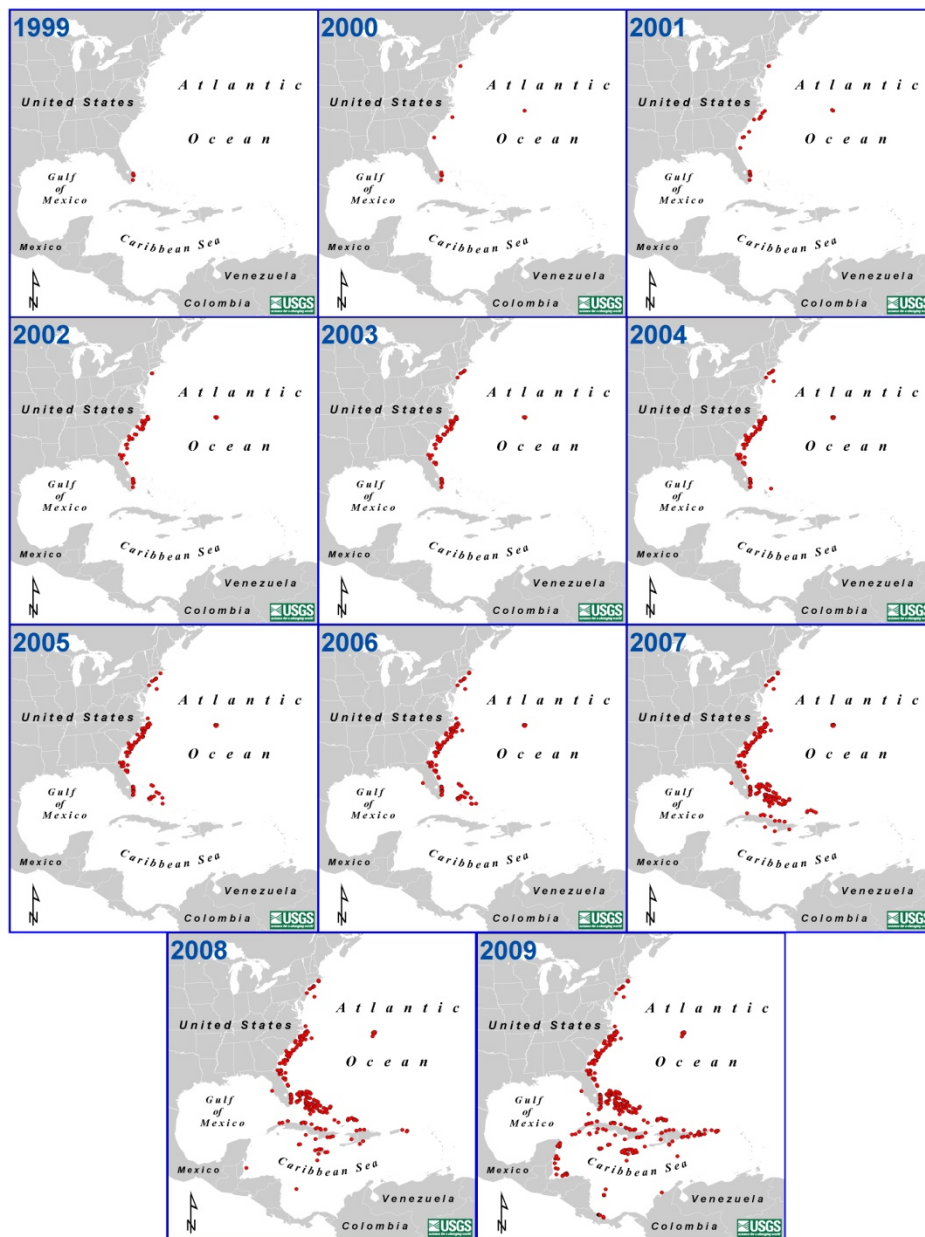 1999
Atlantic
United States
Ocean
Gulf
of
Mexico
Caribbean Sea
Mexico
Venezuela
N
Colombia
USGS
2000
Atlantic
United States
Ocean
Gulf
of
Mexico
Caribbean Sea
Mexico
Venezuela
N
Colombia
USGS
2001
Atlantic
United States
Ocean
Gulf
of
Mexico
Caribbean Sea
Mexico
Venezuela
N
Colombia
USGS
2002
Atlantic
United States
Ocean
Gulf
of
Mexico
Caribbean Sea
Mexico
Venezuela
N
Colombia
USGS
2003
Atlantic
United States
Ocean
Gulf
of
Mexico
Caribbean Sea
Mexico
Venezuela
N
Colombia
USGS
2004
Atlantic
United States
Ocean
Gulf
of
Mexico
Caribbean Sea
Mexico
Venezuela
N
Colombia
USGS
2005
Atlantic
United States
Ocean
Gulf
of
Mexico
Caribbean Sea
Mexico
Venezuela
N
Colombia
USGS
2006
Atlantic
United States
Ocean
Gulf
of
Mexico
Caribbean Sea
Mexico
Venezuela
N
Colombia
USGS
2007
Atlantic
United States
Ocean
Gulf
of
Mexico
Caribbean Sea
Mexico
Venezuela
N
Colombia
USGS
2008
Atlantic
United States
Ocean
Gulf
of
Mexico
Caribbean Sea
Mexico
Venezuela
N
Colombia
USGS
2009
Atlantic
United States
Ocean
Gulf
of
Mexico
Caribbean Sea
Mexico
Venezuela
N
Colombia
USGS